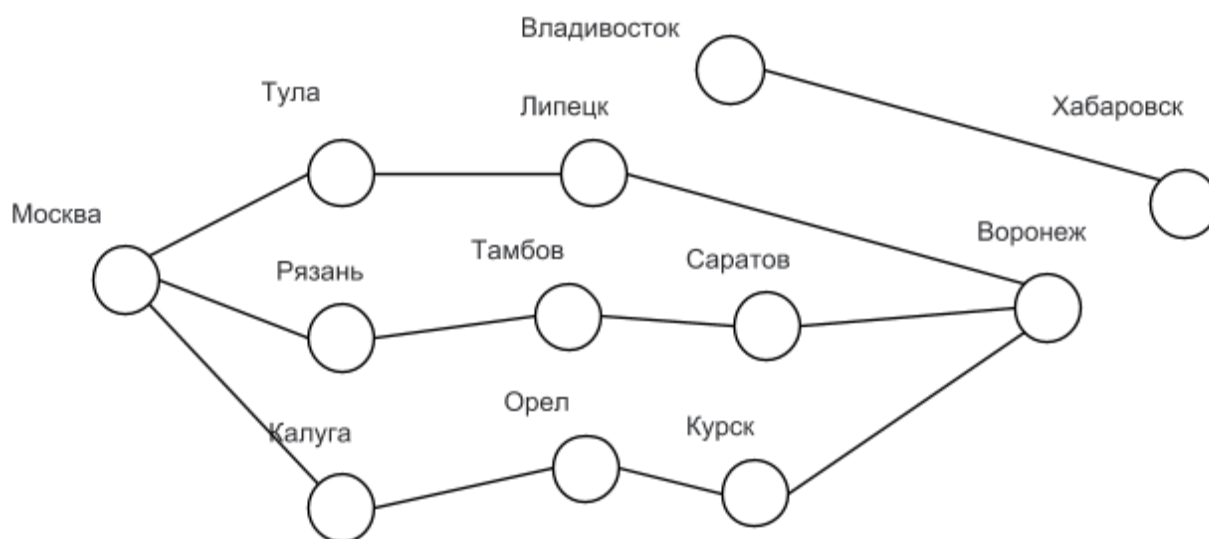 Владивосток
Тула
Липецк
Хабаровск
Москва
Рязань
Тамбов
Саратов
Воронеж
Калуга
Орел
Курск